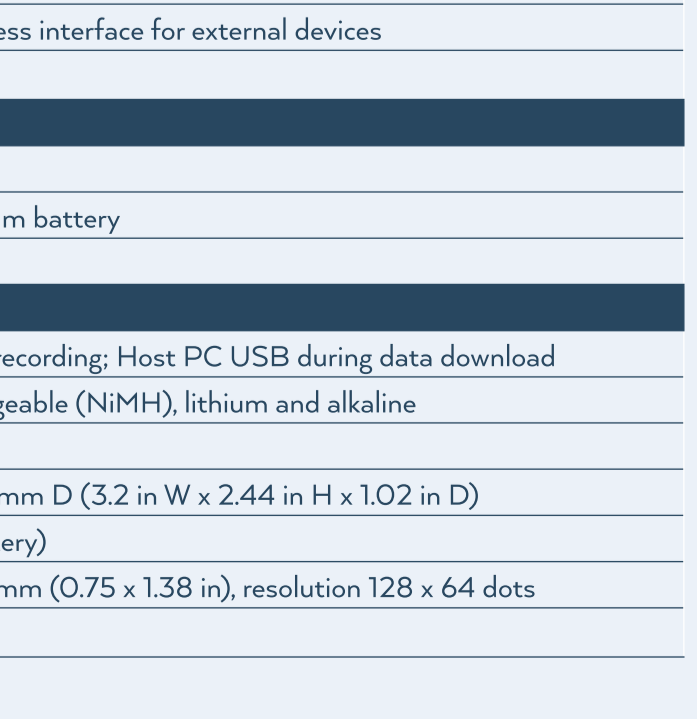 ess interface for external devices
m battery
recording; Host PC USB during data download
geable (NiMH), lithium and alkaline
mm D (3.2 in W x 2.44 in H x 1.02 in D)
ery)
mm (0.75 x 1.38 in), resolution 128 x 64 dots